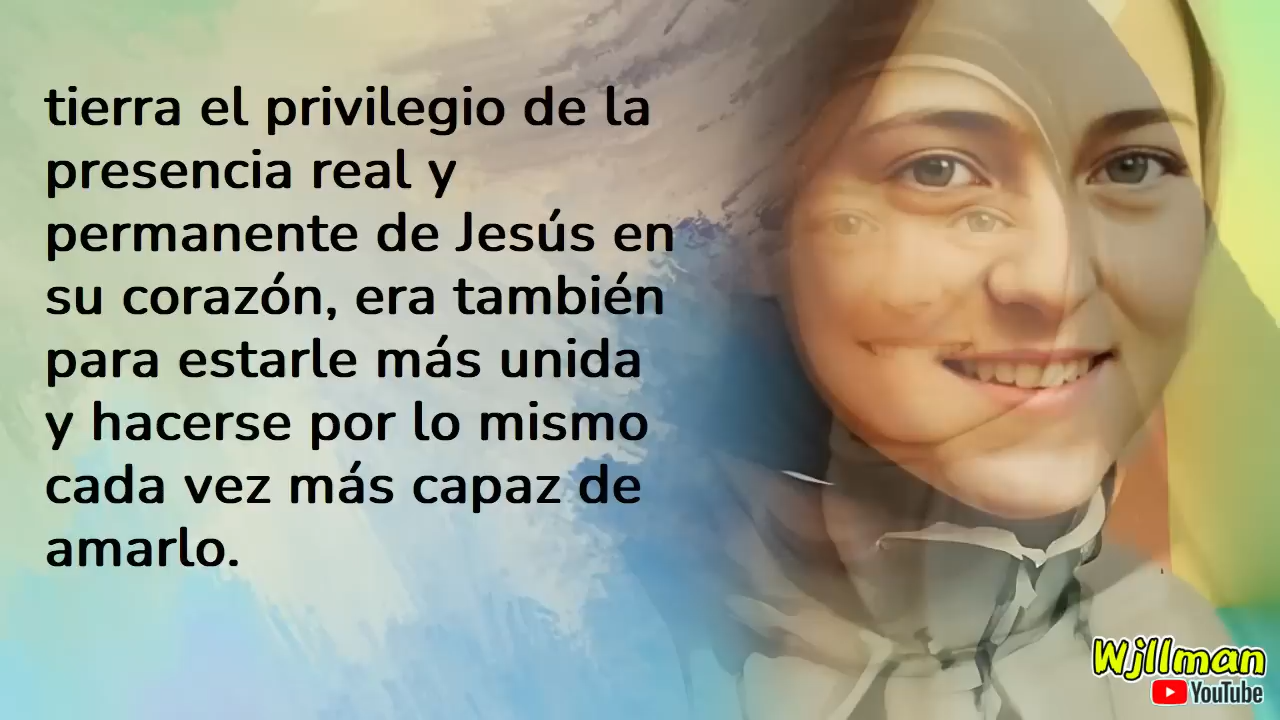 tierra el privilegio de la
presencia real y
permanente de Jesús en
su corazón, era también
para estarle más unida
y hacerse por lo mismo
cada vez más capaz de
amarlo.
Wjllman
YouTube